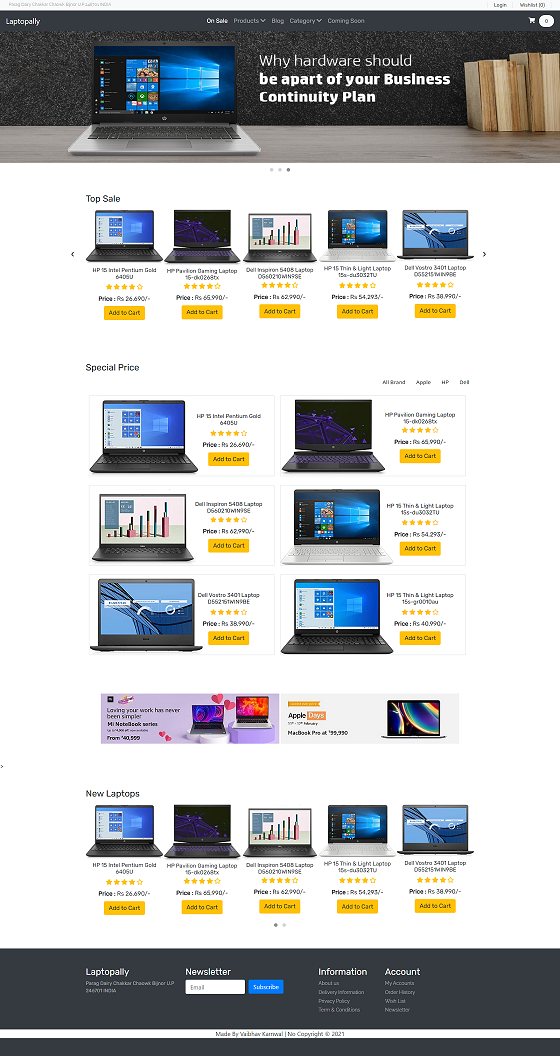 Parag Dairy Chakkar Chaowk Bijnor U.P 246701 INDIA
Login Wishlist (0)
Laptopally On Sale Products Blog Category Coming Soon 0
Why hardware should
be apart of your Business
Continuity Plan
Top Sale
HP 15 Intel Pentium Gold
6405U
Price : Rs 26,690/-
Add to Cart
HP Pavilion Gaming Laptop
15-dk0268tx
Price : Rs 65,990/-
Add to Cart
Dell Inspiron 5408 Laptop
D560210WIN9SE
Price : Rs 62,990/-
Add to Cart
HP 15 Thin & Light Laptop
15s-du3032TU
Price : Rs 54,293/-
Add to Cart
Dell Vostro 3401 Laptop
D552151WIN9BE
Price : Rs 38,990/-
Add to Cart
Special Price
All Brand Apple HP Dell
HP 15 Intel Pentium Gold
6405U
Price : Rs 26,690/-
Add to Cart
HP Pavilion Gaming Laptop
15-dk0268tx
Price : Rs 65,990/-
Add to Cart
Dell Inspiron 5408 Laptop
D560210WIN9SE
Price : Rs 62,990/-
Add to Cart
HP 15 Thin & Light Laptop
15s-du3032TU
Price : Rs 54,293/-
Add to Cart
Dell Vostro 3401 Laptop
D552151WIN9BE
Price : Rs 38,990/-
Add to Cart
HP 15 Thin & Light Laptop
15s-gr0010au
Price : Rs 40,990/-
Add to Cart
Loving your work has never
been simpler
Mi NoteBook series
From ₹40,999
Apple Days
February
MacBook Pro at ₹99,990
>
New Laptops
HP 15 Intel Pentium Gold
6405U
Price : Rs 26,690/-
Add to Cart
HP Pavilion Gaming Laptop
15-dk0268tx
Price : Rs 65,990/-
Add to Cart
Dell Inspiron 5408 Laptop
D560210WIN9SE
Price : Rs 62,990/-
Add to Cart
HP 15 Thin & Light Laptop
15s-du3032TU
Price : Rs 54,293/-
Add to Cart
Dell Vostro 3401 Laptop
D552151WIN9BE
Price : Rs 38,990/-
Add to Cart
Laptopally
Parag Dairy Chakkar Chaowk Bijnor U.P
246701 INDIA
Newsletter
Email Subscribe
Information
About us
Delivery Information
Privacy Policy
Term & Conditions
Account
My Accounts
Order History
Wish List
Newsletter
Made By Vaibhav Karnwal | No Copyright © 2021